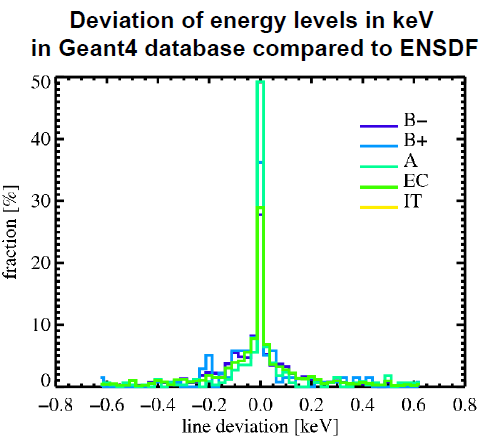 Deviation of energy levels in keV
in Geant4 database compared to ENSDF
50
40
30
20
10
0
fraction [%]
B−
B+
A
EC
IT
−0.8 −0.6 −0.4 −0.2 0.0 0.2 0.4 0.6 0.8
line deviation [keV]